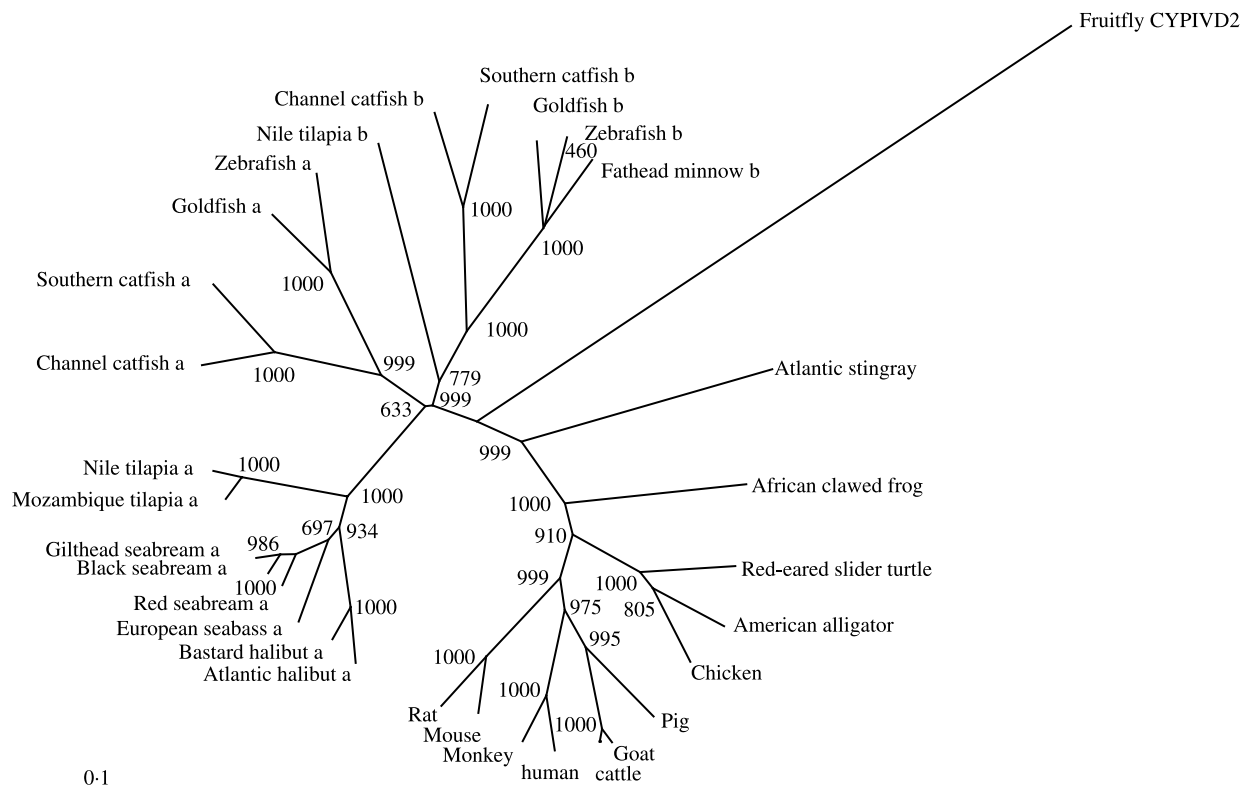 Fruitfly CYPIVD2
Southern catfish b
Channel catfish b
Goldfish b
Nile tilapia b
Zebrafish b
460
Zebrafish a
Fathead minnow b
Goldfish a
1000
1000
Southern catfish a
1000
1000
Channel catfish a
999
1000
779
Atlantic stingray
999
633
999
Nile tilapia a
1000
Mozambique tilapia a
1000
African clawed frog
1000
697
934
910
986
Gilthead seabream a
Black seabream a
1000
Red seabream a
999
1000
Red-eared slider turtle
European seabass a
1000
975
805
American alligator
Bastard halibut a
995
Atlantic halibut a
1000
Chicken
1000
Rat
Pig
Mouse
1000
Monkey
Goat
human
cattle
0·1